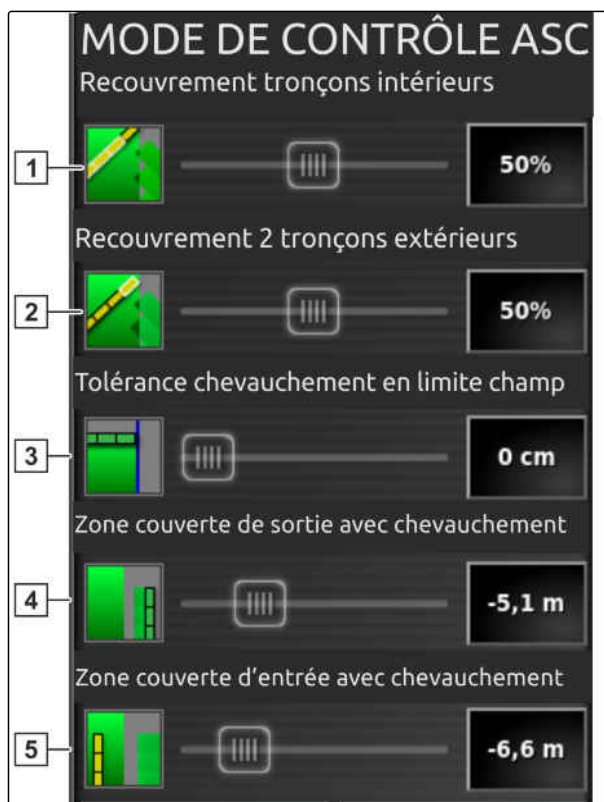 MODE DE CONTRÔLE ASC
Recouvrement tronçons intérieurs
1
50%
Recouvrement 2 tronçons extérieurs
2
50%
Tolérance chevauchement en limite champ
3
0 cm
Zone couverte de sortie avec chevauchement
4
-5,1 m
Zone couverte d'entrée avec chevauchement
5
-6,6 m